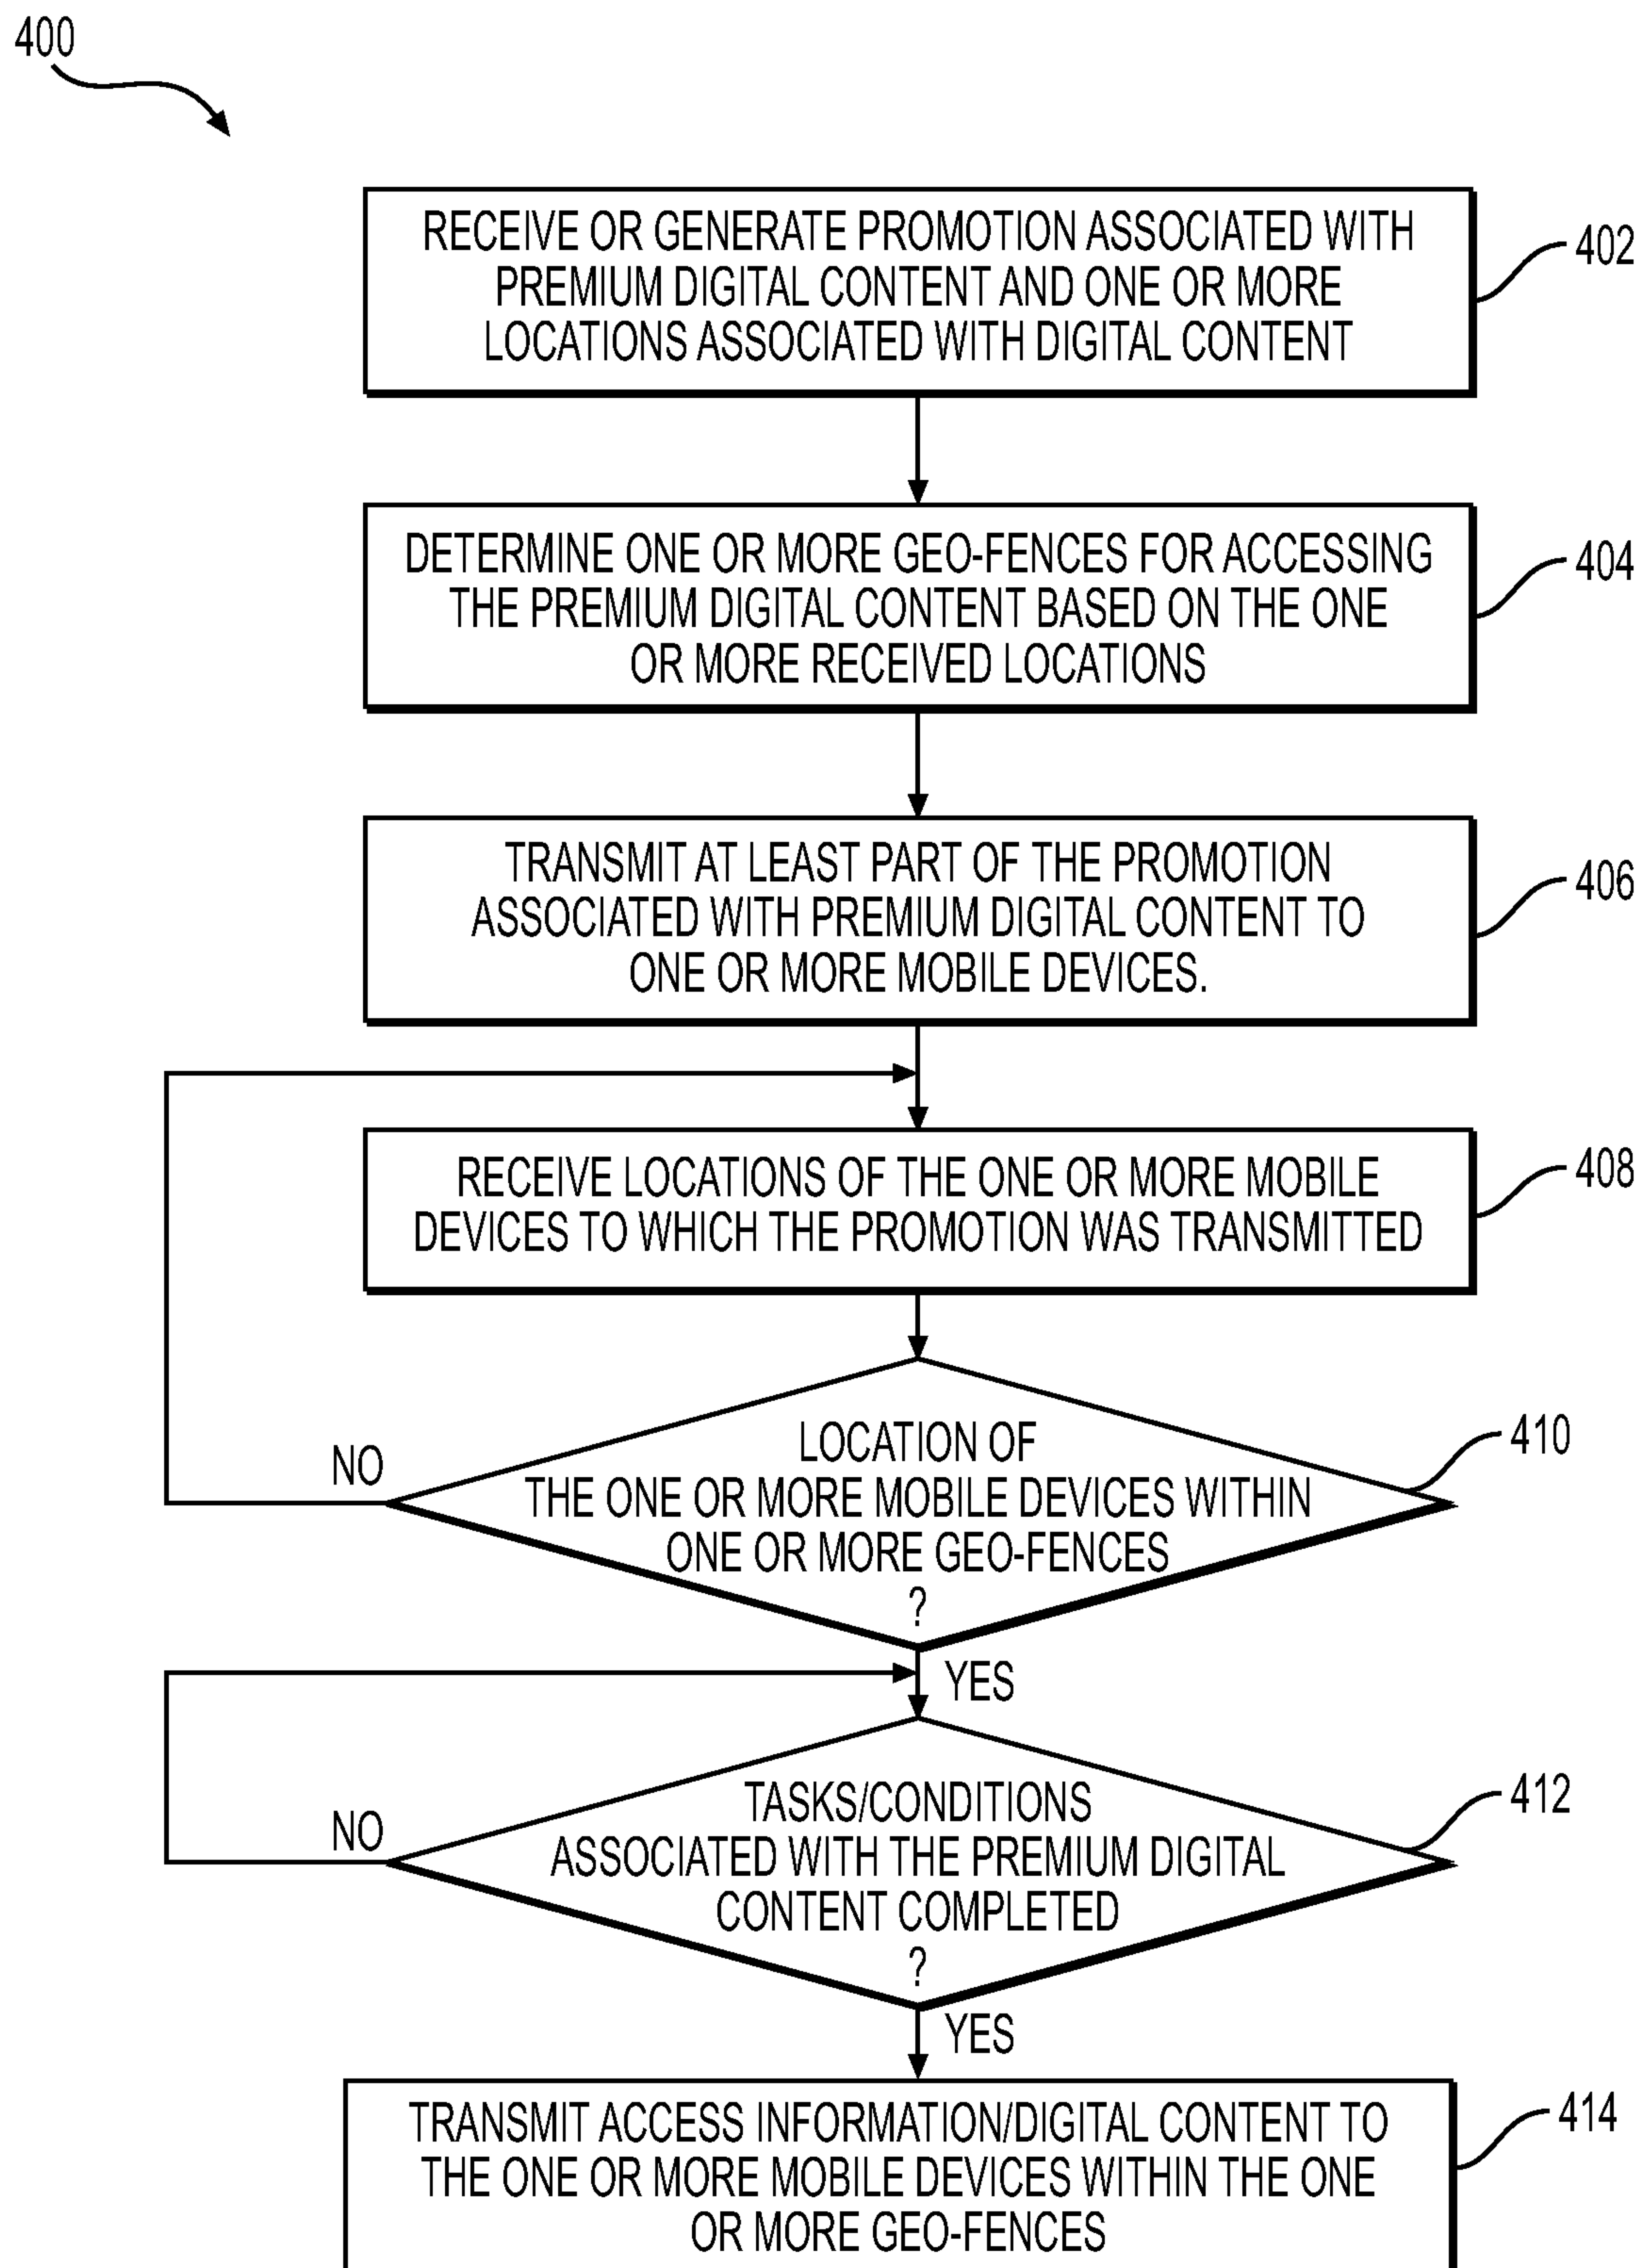 400
RECEIVE OR GENERATE PROMOTION ASSOCIATED WITH
PREMIUM DIGITAL CONTENT AND ONE OR MORE
LOCATIONS ASSOCIATED WITH DIGITAL CONTENT
402
DETERMINE ONE OR MORE GEO-FENCES FOR ACCESSING
THE PREMIUM DIGITAL CONTENT BASED ON THE ONE
OR MORE RECEIVED LOCATIONS
404
TRANSMIT AT LEAST PART OF THE PROMOTION
ASSOCIATED WITH PREMIUM DIGITAL CONTENT TO
ONE OR MORE MOBILE DEVICES.
406
RECEIVE LOCATIONS OF THE ONE OR MORE MOBILE
DEVICES TO WHICH THE PROMOTION WAS TRANSMITTED
408
LOCATION OF
THE ONE OR MORE MOBILE DEVICES WITHIN
ONE OR MORE GEO-FENCES
?
410
NO
YES
TASKS/CONDITIONS
ASSOCIATED WITH THE PREMIUM DIGITAL
CONTENT COMPLETED
?
412
NO
YES
TRANSMIT ACCESS INFORMATION/DIGITAL CONTENT TO
THE ONE OR MORE MOBILE DEVICES WITHIN THE ONE
OR MORE GEO-FENCES
414